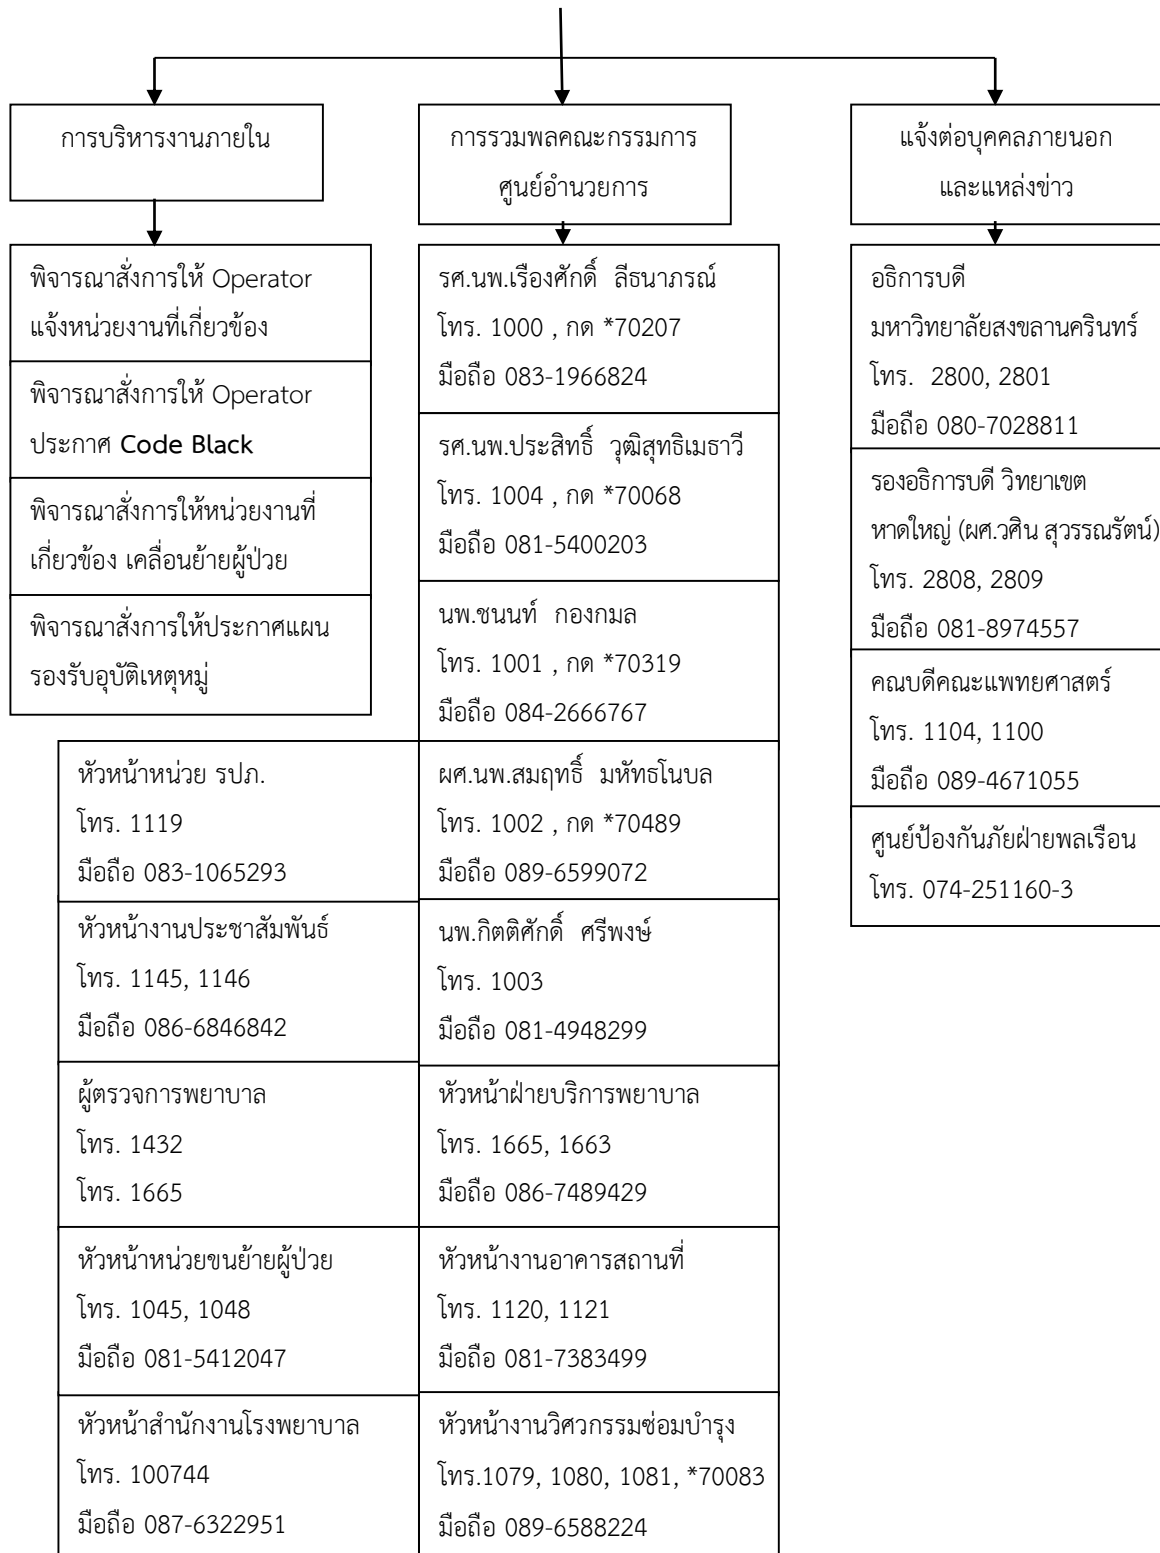 การบริหารงานภายใน
การรวมพลคณะกรรมการ
ศูนย์อำนวยการ
แจ้งต่อบุคคลภายนอก
และแหล่งข่าว
พิจารณาสั่งการให้ Operator
แจ้งหน่วยงานที่เกี่ยวข้อง
พิจารณาสั่งการให้ Operator
ประกาศ Code Black
พิจารณาสั่งการให้หน่วยงานที่
เกี่ยวข้อง เคลื่อนย้ายผู้ป่วย
พิจารณาสั่งการให้ประกาศแผน
รองรับอุบัติเหตุหมู่
รศ.นพ.เรืองศักดิ์ ลีธนาภรณ์
โทร. 1000 , กด *70207
มือถือ 083-1966824
รศ.นพ.ประสิทธิ์ วุฒิสุทธิเมธาวี
โทร. 1004 , กด *70068
มือถือ 081-5400203
นพ.ชนนท์ กองกมล
โทร. 1001 , กด *70319
มือถือ 084-2666767
อธิการบดี
มหาวิทยาลัยสงขลานครินทร์
โทร. 2800, 2801
มือถือ 080-7028811
รองอธิการบดี วิทยาเขต
หาดใหญ่ (ผศ.วศิน สุวรรณรัตน์)
โทร. 2808, 2809
มือถือ 081-8974557
คณบดีคณะแพทยศาสตร์
โทร. 1104, 1100
มือถือ 089-4671055
ศูนย์ป้องกันภัยฝ่ายพลเรือน
โทร. 074-251160-3
หัวหน้าหน่วย รปภ.
โทร. 1119
มือถือ 083-1065293
ผศ.นพ.สมฤทธิ์ มหัทธโนบล
โทร. 1002 , กด *70489
มือถือ 089-6599072
หัวหน้างานประชาสัมพันธ์
โทร. 1145, 1146
มือถือ 086-6846842
นพ.กิตติศักดิ์ ศรีพงษ์
โทร. 1003
มือถือ 081-4948299
ผู้ตรวจการพยาบาล
โทร. 1432
โทร. 1665
หัวหน้าฝ่ายบริการพยาบาล
โทร. 1665, 1663
มือถือ 086-7489429
หัวหน้าหน่วยขนย้ายผู้ป่วย
โทร. 1045, 1048
มือถือ 081-5412047
หัวหน้างานอาคารสถานที่
โทร. 1120, 1121
มือถือ 081-7383499
หัวหน้าสำนักงานโรงพยาบาล
โทร. 100744
มือถือ 087-6322951
หัวหน้างานวิศวกรรมซ่อมบำรุง
โทร.1079, 1080, 1081, *70083
มือถือ 089-6588224